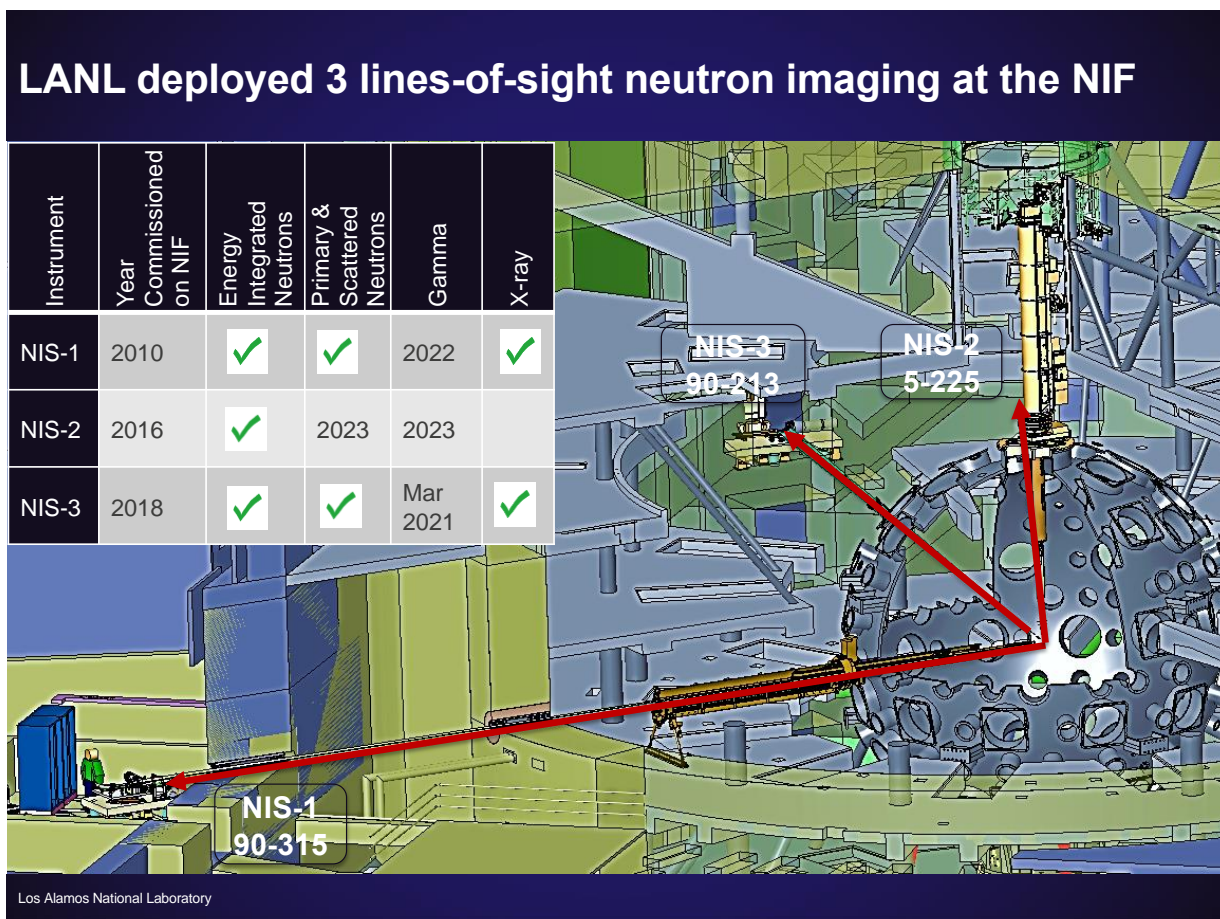 LANL deployed 3 lines-of-sight neutron imaging at the NIF
Instrument
Year
Commissioned
on NIF
Energy
Integrated
Neutrons
Primary &
Scattered
Neutrons
Gamma
X-ray
NIS-1
2010
2022
NIS-2
2016
2023
2023
NIS-3
2018
Mar
2021
NIS-3
90-213
NIS-2
5-225
NIS-1
90-315
Los Alamos National Laboratory